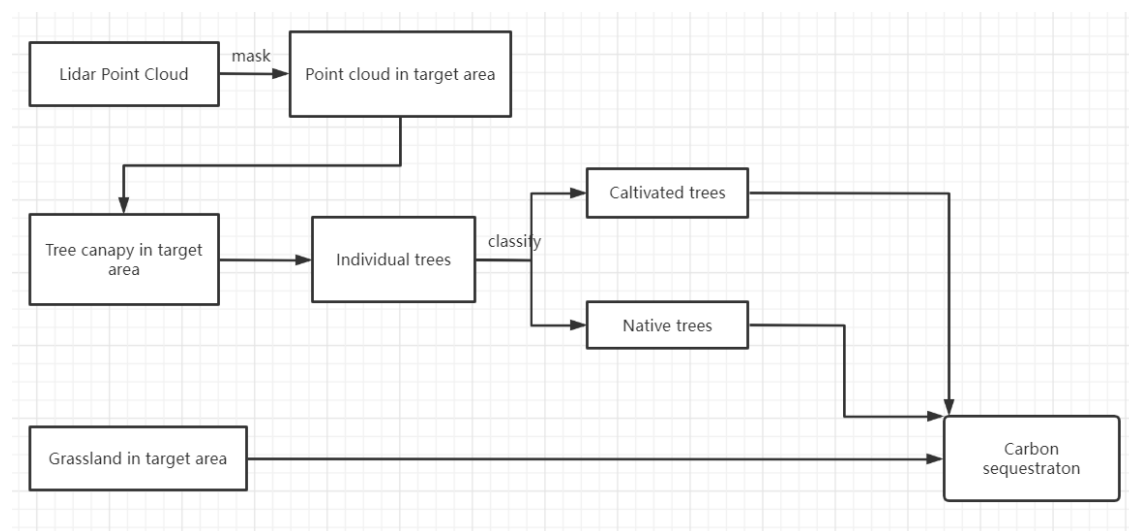 Lidar Point Cloud
mask
Point cloud in target area
Tree canopy in target
area
Individual trees
classify
Caltivated trees
Native trees
Grassland in target area
Carbon
sequestraton